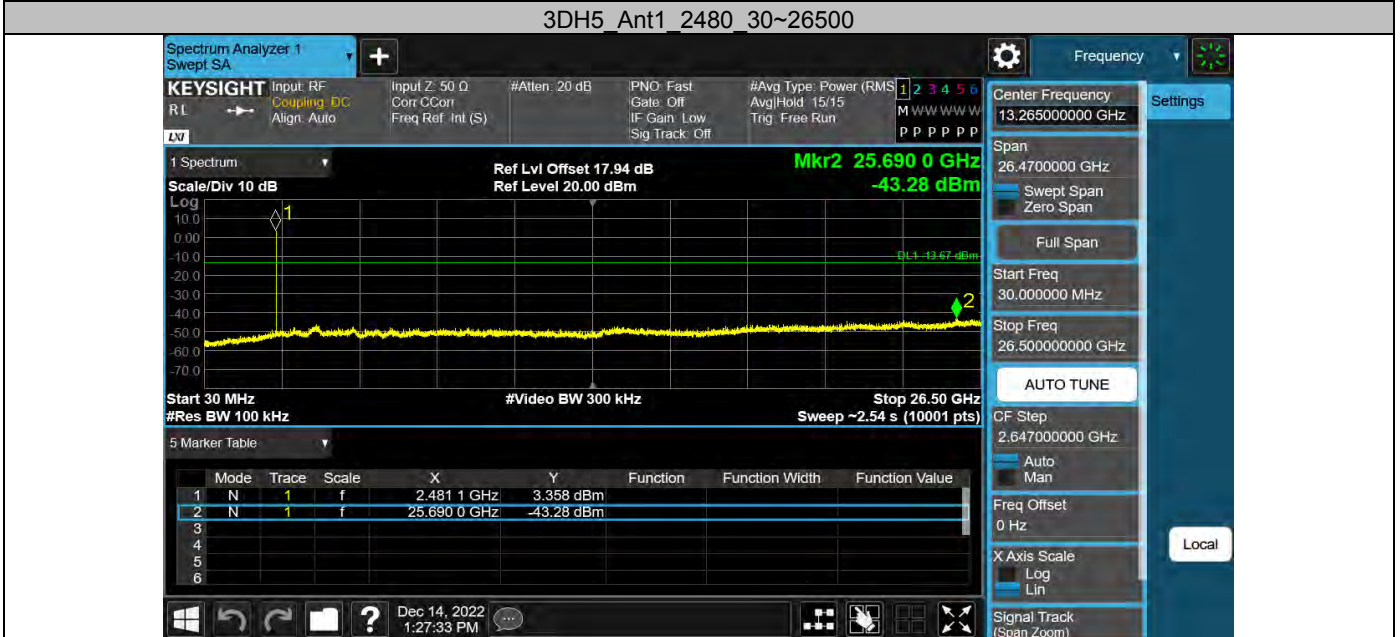 3DH5_Ant1_2480_30~26500
Spectrum Analyzer 1
Swept SA
+
Frequency
KEYSIGHT
RL
LXI
Input: RF
Coupling: DC
Align: Auto
Input Z: 50 Ω
Corr CCorr
Freq Ref: Int (S)
#Atten: 20 dB
PNO: Fast
Gate: Off
IF Gain: Low
Sig Track: Off
#Avg Type: Power (RMS
Avg|Hold: 15/15
Trig: Free Run
1 2 3 4 5 6
M W W W W W
P P P P P P
1 Spectrum
Scale/Div 10 dB
Log
Ref Lvl Offset 17.94 dB
Ref Level 20.00 dBm
Mkr2 25.690 0 GHz
-43.28 dBm
10.0
0.00
-10.0
-20.0
-30.0
-40.0
-50.0
-60.0
-70.0
1
DL1 -13.67 dBm
2
Start 30 MHz
#Res BW 100 kHz
#Video BW 300 kHz
Stop 26.50 GHz
Sweep ~2.54 s (10001 pts)
5 Marker Table
Mode Trace Scale X Y Function Function Width Function Value
1 N 1 f 2.481 1 GHz 3.358 dBm
2 N 1 f 25.690 0 GHz -43.28 dBm
3
4
5
6
Dec 14, 2022
1:27:33 PM
Center Frequency
13.265000000 GHz
Settings
Span
26.4700000 GHz
Swept Span
Zero Span
Full Span
Start Freq
30.000000 MHz
Stop Freq
26.500000000 GHz
AUTO TUNE
CF Step
2.647000000 GHz
Auto
Man
Freq Offset
0 Hz
Local
X Axis Scale
Log
Lin
Signal Track
(Span Zoom)